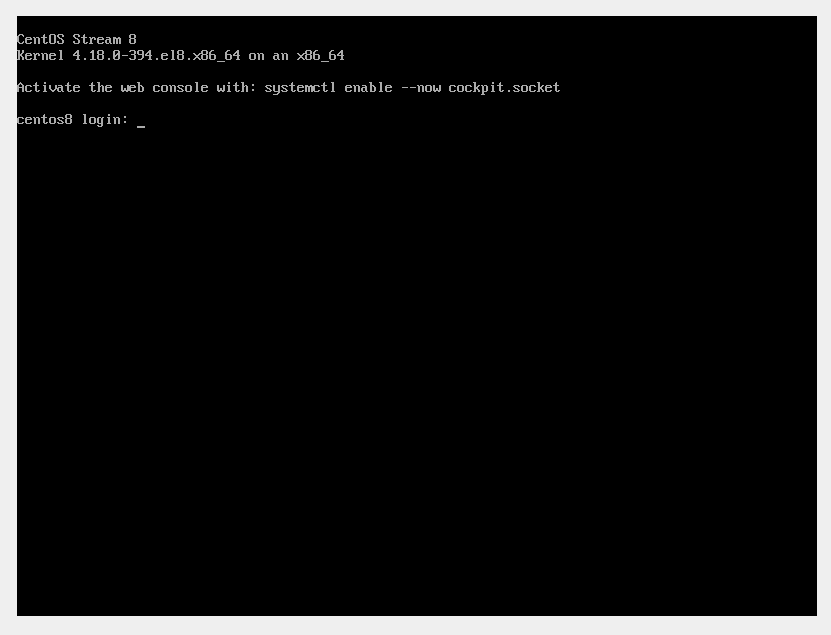 CentOS Stream 8
Kernel 4.18.0-394.el8.x86_64 on an x86_64
Activate the web console with: systemctl enable --now cockpit.socket
centos8 login: _